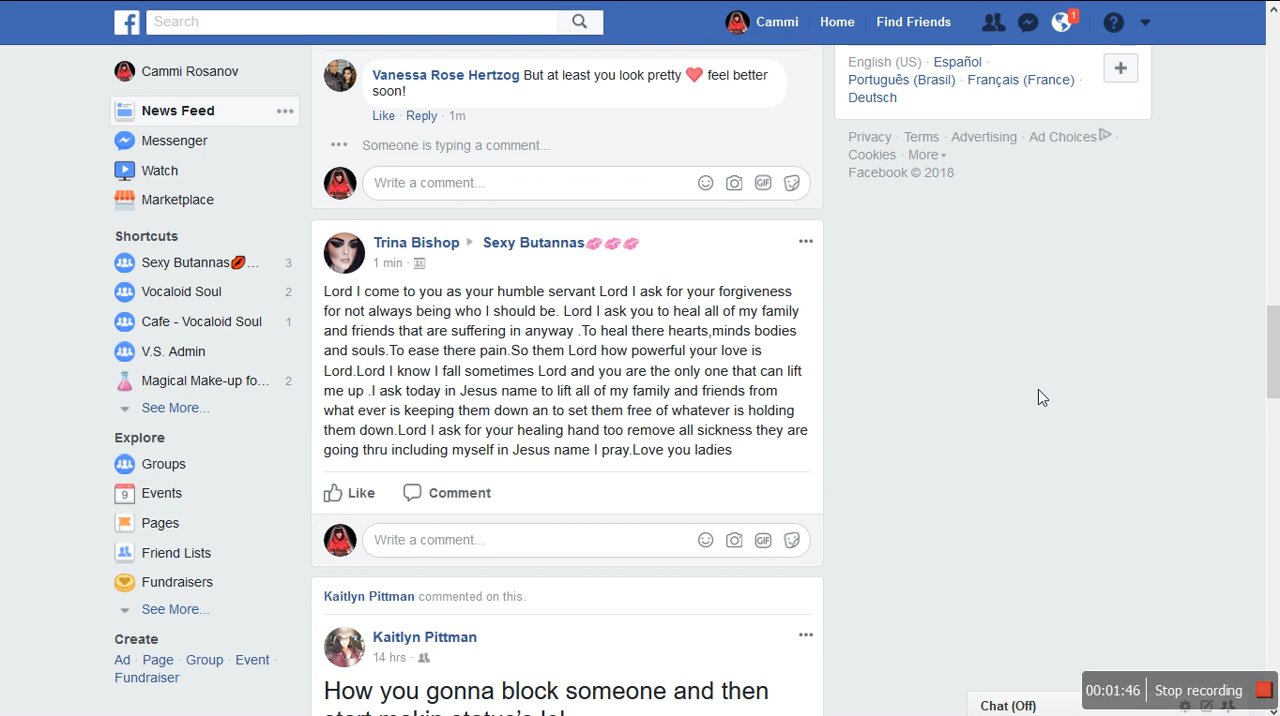 f Search Cammi Home Find Friends 1
Cammi Rosanov
News Feed
Messenger
Watch
Marketplace
Shortcuts
Sexy Butannas💋... 3
Vocaloid Soul 2
Cafe - Vocaloid Soul 1
V.S. Admin
Magical Make-up fo... 2
See More...
Explore
Groups
9 Events
Pages
Friend Lists
Fundraisers
See More...
Create
Ad · Page · Group · Event ·
Fundraiser
Vanessa Rose Hertzog But at least you look pretty ❤️ feel better
soon!
Like · Reply · 1m
Someone is typing a comment...
Write a comment... GIF
Trina Bishop ▶ Sexy Butannas💋💋💋
1 min ·
Lord I come to you as your humble servant Lord I ask for your forgiveness
for not always being who I should be. Lord I ask you to heal all of my family
and friends that are suffering in anyway .To heal there hearts,minds bodies
and souls.To ease there pain.So them Lord how powerful your love is
Lord.Lord I know I fall sometimes Lord and you are the only one that can lift
me up .I ask today in Jesus name to lift all of my family and friends from
what ever is keeping them down an to set them free of whatever is holding
them down.Lord I ask for your healing hand too remove all sickness they are
going thru including myself in Jesus name I pray.Love you ladies
Like Comment
Write a comment... GIF
Kaitlyn Pittman commented on this.
Kaitlyn Pittman
14 hrs ·
How you gonna block someone and then
English (US) · Español ·
Português (Brasil) · Français (France) ·
Deutsch
Privacy · Terms · Advertising · Ad Choices ·
Cookies · More
Facebook © 2018
00:01:46 Stop recording
Chat (Off)